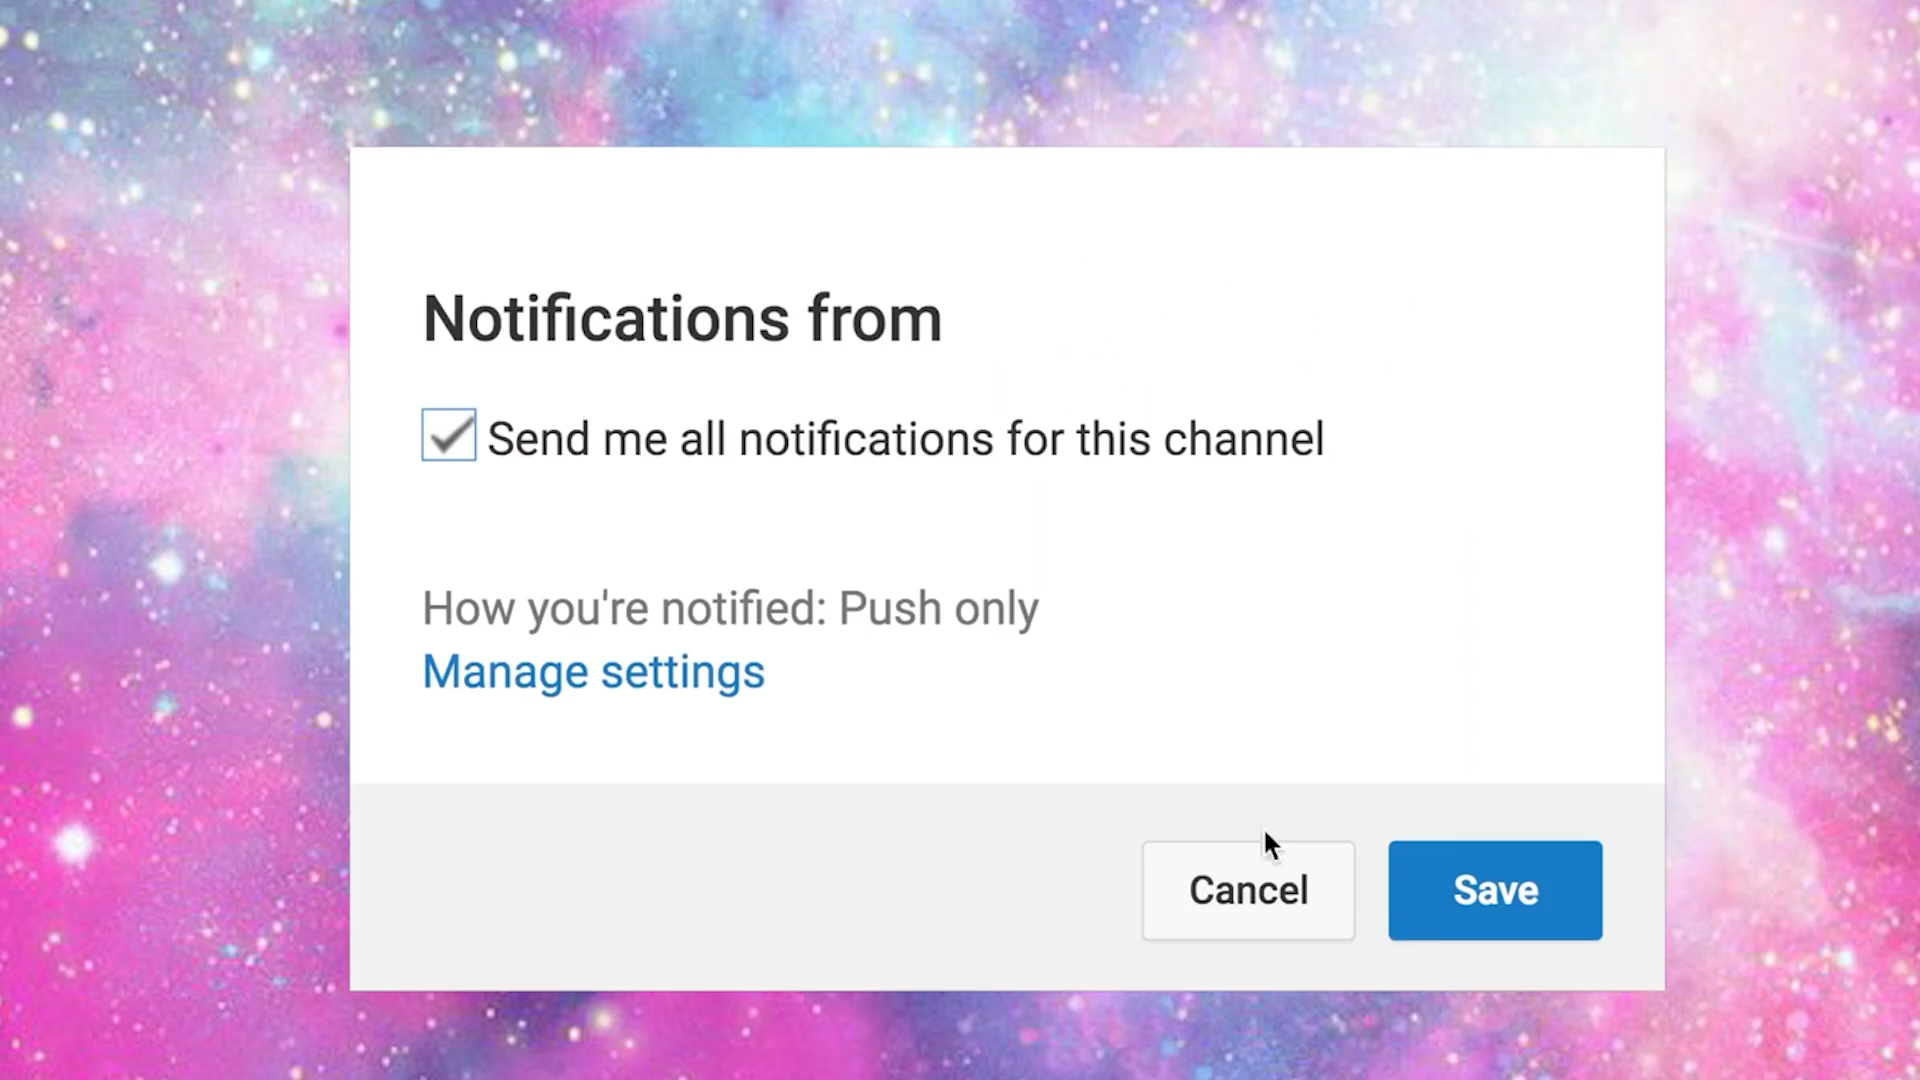 Notifications from
Send me all notifications for this channel
How you're notified: Push only
Manage settings
Cancel
Save